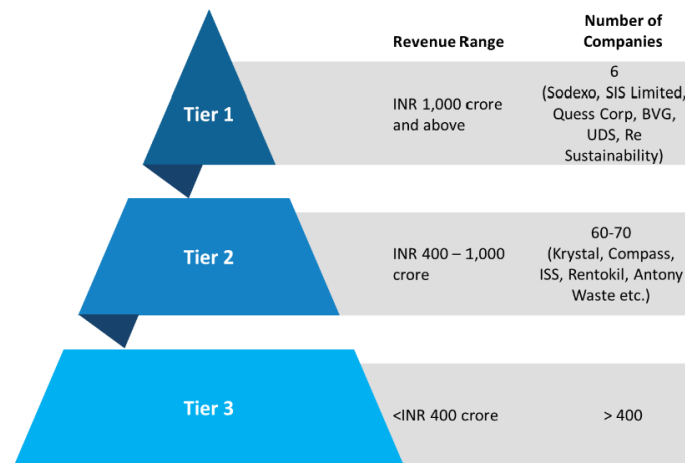 Revenue Range
Number of
Companies
Tier 1
INR 1,000 crore
and above
6
(Sodexo, SIS Limited,
Quess Corp, BVG,
UDS, Re
Sustainability)
Tier 2
INR 400 – 1,000
crore
60-70
(Krystal, Compass,
ISS, Rentokil, Antony
Waste etc.)
Tier 3
<INR 400 crore
> 400